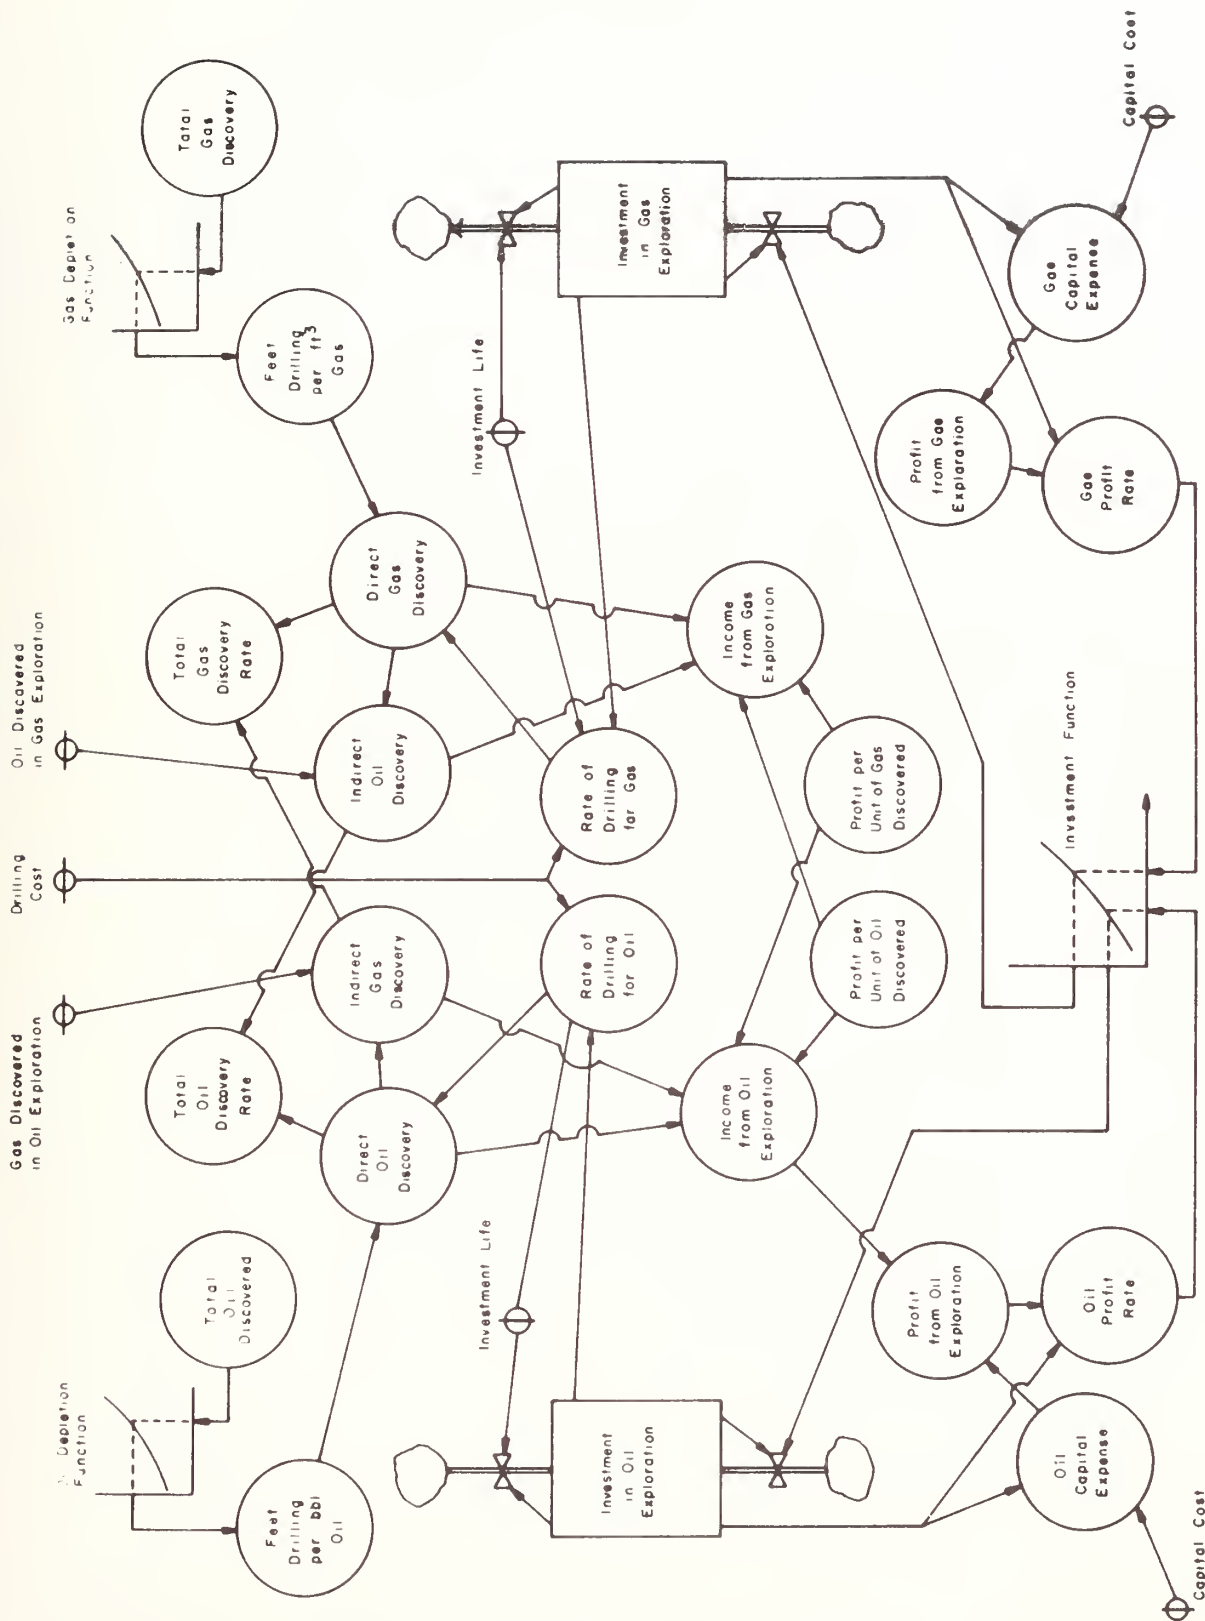 Gas Discovered
in Oil Exploration
Drilling
Cost
Oil Discovered
in Gas Exploration
Depletion
Function
Gas Depletion
Function
Total
Oil
Discovered
Total
Oil
Discovery
Rate
Total
Gas
Discovery
Rate
Total
Gas
Discovery
Feet
Drilling
per bbl
Oil
Direct
Oil
Discovery
Indirect
Gas
Discovery
Indirect
Oil
Discovery
Direct
Gas
Discovery
Feet
Drilling
per ft³
Gas
Investment Life
Investment Life
Rate of
Drilling
for Oil
Rate of
Drilling
for Gas
Investment
in Oil
Exploration
Investment
in Gas
Exploration
Income
from Oil
Exploration
Income
from Gas
Exploration
Profit per
Unit of Oil
Discovered
Profit per
Unit of Gas
Discovered
Profit
from Oil
Exploration
Profit
from Gas
Exploration
Oil
Capital
Expense
Oil
Profit
Rate
Investment Function
Gas
Profit
Rate
Gas
Capital
Expense
Capital Cost
Capital Cost